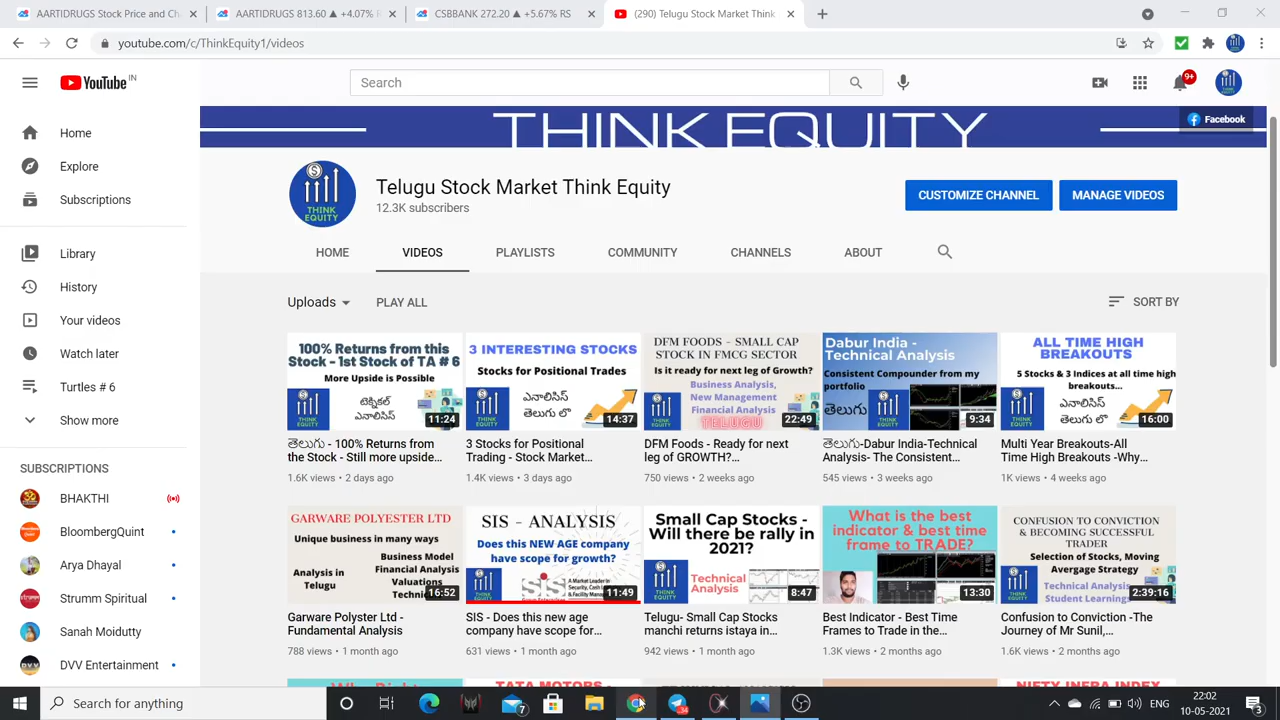 AARTIDRUGS Stock Price and Ch
AARTIDRUGS 813.60 ▲ +4.07%
CSBBANK 272.20 ▲ +5.67% RS
(290) Telugu Stock Market Think
youtube.com/c/ThinkEquity1/videos
YouTube IN
Search
9+
Home
Explore
Subscriptions
Library
History
Your videos
Watch later
Turtles # 6
Show more
SUBSCRIPTIONS
BHAKTHI
BloombergQuint
Arya Dhayal
Strumm Spiritual
Sanah Moidutty
DVV Entertainment
THINK EQUITY
Facebook
THINK
EQUITY
Telugu Stock Market Think Equity
12.3K subscribers
CUSTOMIZE CHANNEL
MANAGE VIDEOS
HOME
VIDEOS
PLAYLISTS
COMMUNITY
CHANNELS
ABOUT
Uploads
PLAY ALL
SORT BY
100% Returns from this
Stock - 1st Stock of TA # 6
More Upside is Possible
టెక్నికల్
ఎనాలిసిస్
11:24
తెలుగు - 100% Returns from
the Stock - Still more upside...
1.6K views • 2 days ago
3 INTERESTING STOCKS
Stocks for Positional Trades
ఎనాలిసిస్
తెలుగు లో
14:37
3 Stocks for Positional
Trading - Stock Market...
1.4K views • 3 days ago
DFM FOODS - SMALL CAP
STOCK IN FMCG SECTOR
Is it ready for next leg of Growth?
Business Analysis,
New Management
Financial Analysis
TELUGU
22:49
DFM Foods - Ready for next
leg of GROWTH?...
750 views • 2 weeks ago
Dabur India -
Technical Analysis
Consistent Compounder from my
portfolio
తెలుగు
9:34
తెలుగు-Dabur India-Technical
Analysis- The Consistent...
545 views • 3 weeks ago
ALL TIME HIGH
BREAKOUTS
5 Stocks & 3 Indices at all time high
breakouts...
ఎనాలిసిస్
తెలుగు లో
16:00
Multi Year Breakouts-All
Time High Breakouts -Why...
1K views • 4 weeks ago
GARWARE POLYESTER LTD
Unique business in many ways
Business Model
Financial Analysis
Valuations
Analysis in
Telugu
16:52
Garware Polyster Ltd -
Fundamental Analysis
788 views • 1 month ago
SIS - ANALYSIS
Does this NEW AGE company
have scope for growth?
SIS
A Market Leader in
11:49
SIS - Does this new age
company have scope for...
631 views • 1 month ago
Small Cap Stocks -
Will there be rally in
2021?
Technical
Analysis
8:47
Telugu- Small Cap Stocks
manchi returns istaya in...
942 views • 1 month ago
What is the best
indicator & best time
frame to TRADE?
13:30
Best Indicator - Best Time
Frames to Trade in the...
1.3K views • 2 months ago
CONFUSION TO CONVICTION
& BECOMING SUCCESSFUL
TRADER
Selection of Stocks, Moving
Avergage Strategy
Technical Analysis
Student Learnings
2:39:16
Confusion to Conviction -The
Journey of Mr Sunil,...
1.6K views • 2 months ago
TATA MOTORS
NIFTY INFRA INDEX
Type here to search
ENG
22:02
10-05-2021